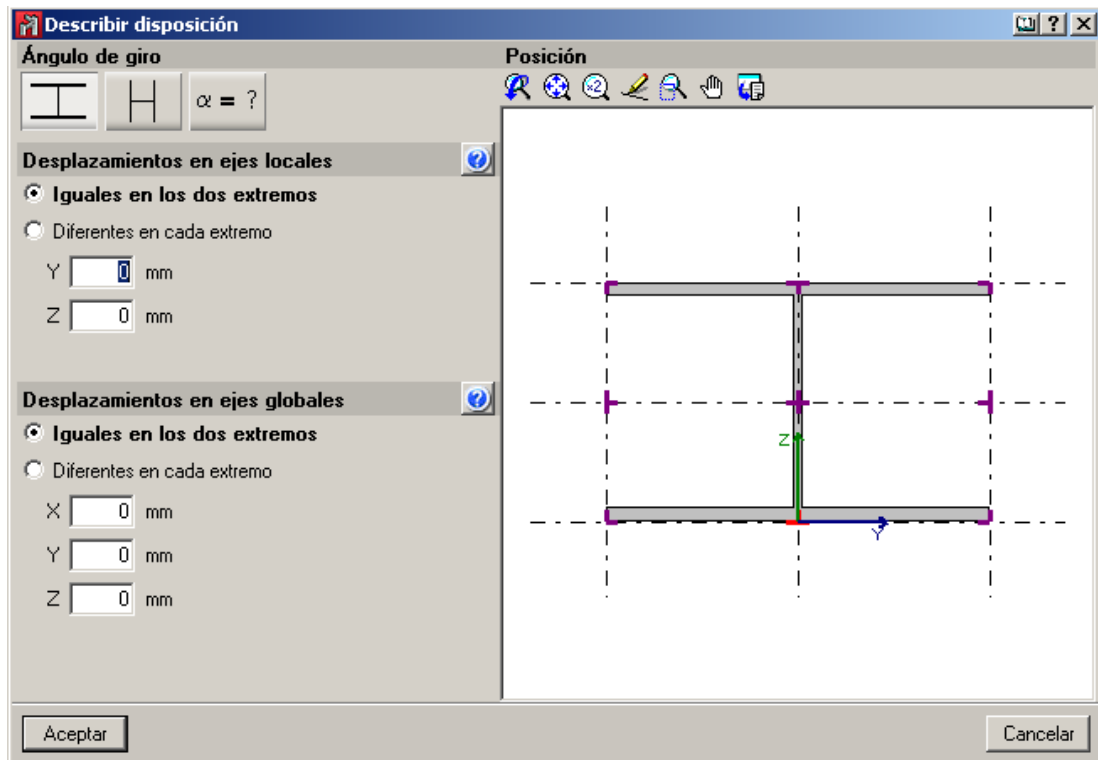 Describir disposición
Ángulo de giro
α = ?
Desplazamientos en ejes locales
Iguales en los dos extremos
Diferentes en cada extremo
Y 0 mm
Z 0 mm
Desplazamientos en ejes globales
Iguales en los dos extremos
Diferentes en cada extremo
X 0 mm
Y 0 mm
Z 0 mm
Posición
×2
Z
Y
Aceptar
Cancelar